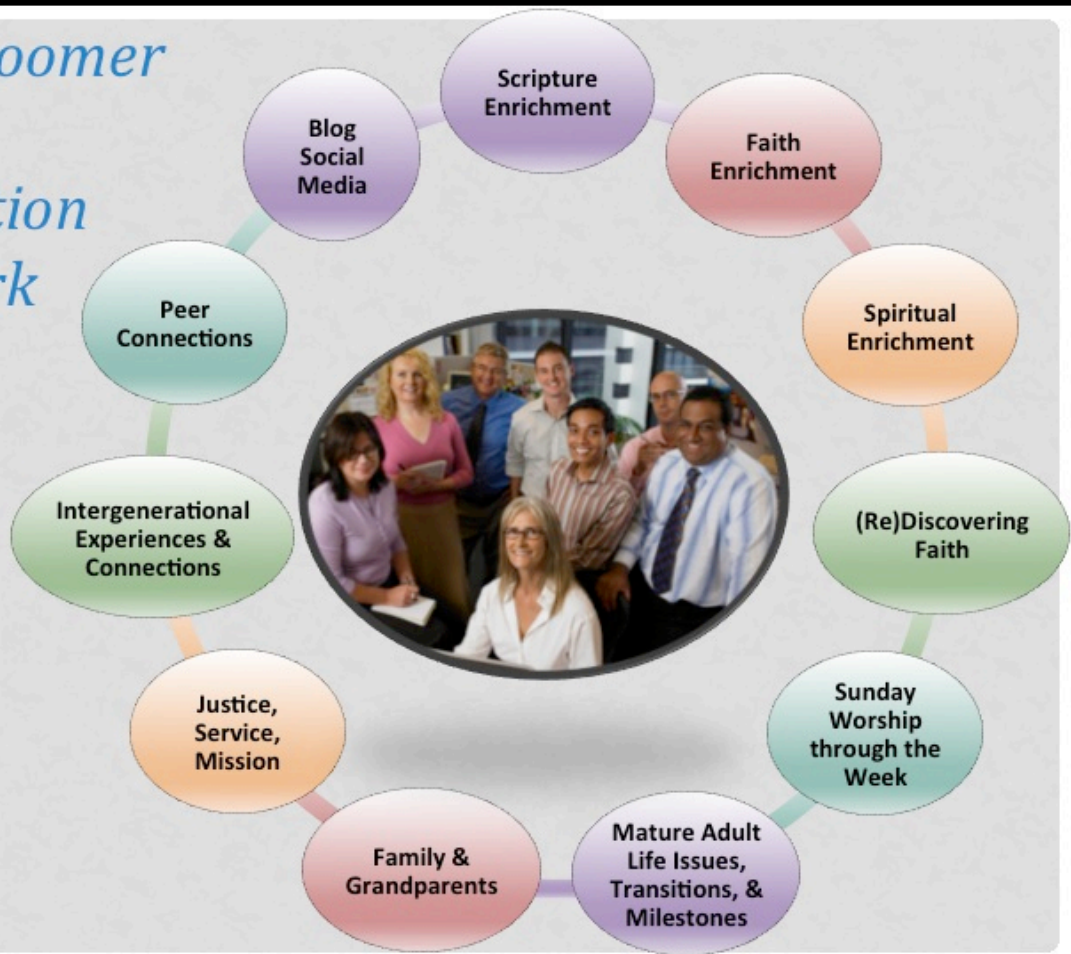 oomer
tion
rk
Scripture
Enrichment
Faith
Enrichment
Spiritual
Enrichment
(Re)Discovering
Faith
Sunday
Worship
through the
Week
Mature Adult
Life Issues,
Transitions, &
Milestones
Family &
Grandparents
Justice,
Service,
Mission
Intergenerational
Experiences &
Connections
Peer
Connections
Blog
Social
Media